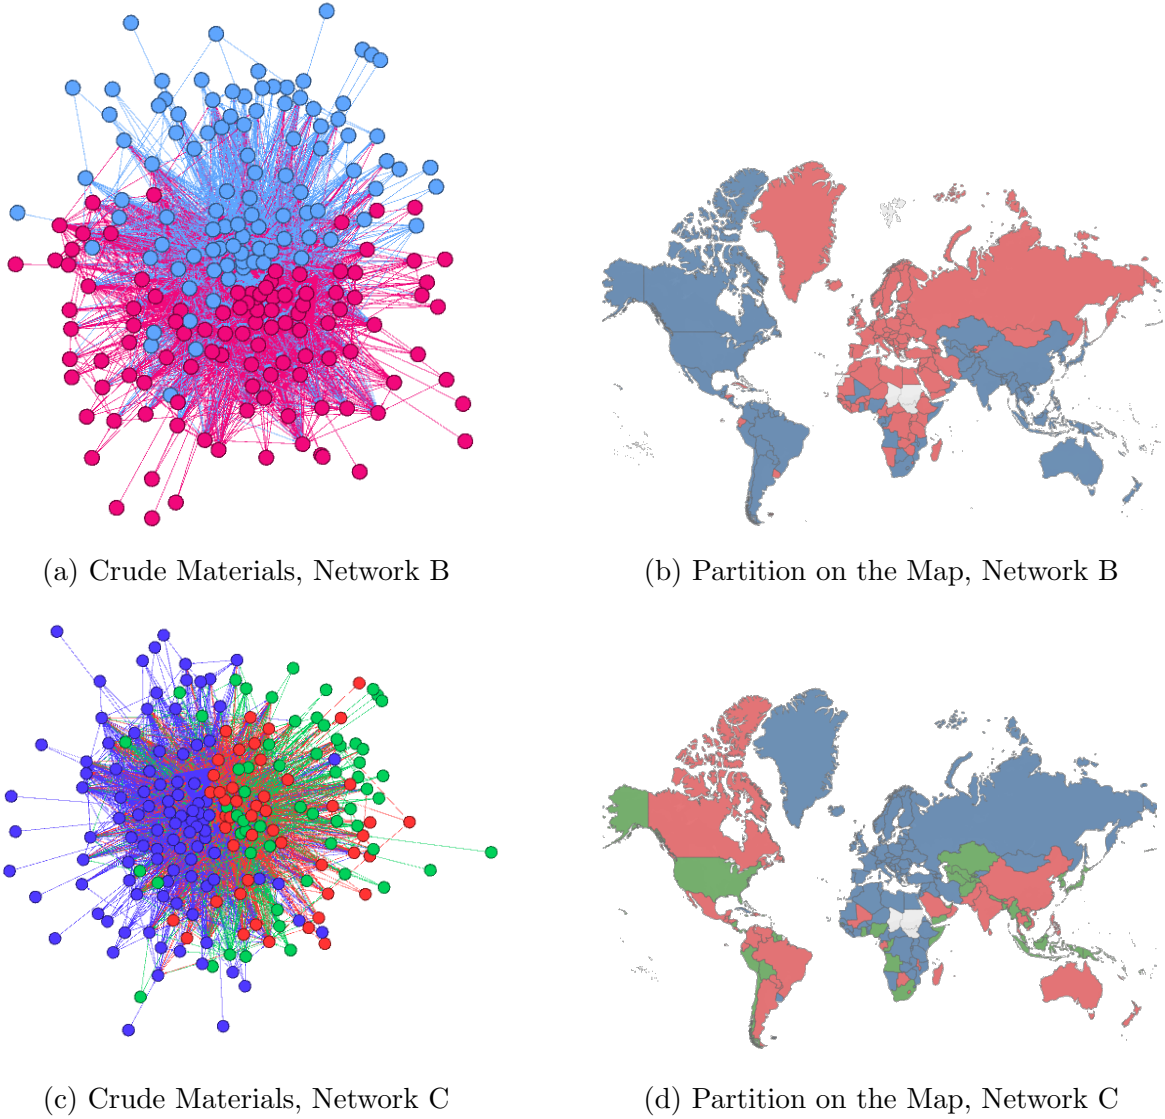 (a) Crude Materials, Network B
(b) Partition on the Map, Network B
(c) Crude Materials, Network C
(d) Partition on the Map, Network C